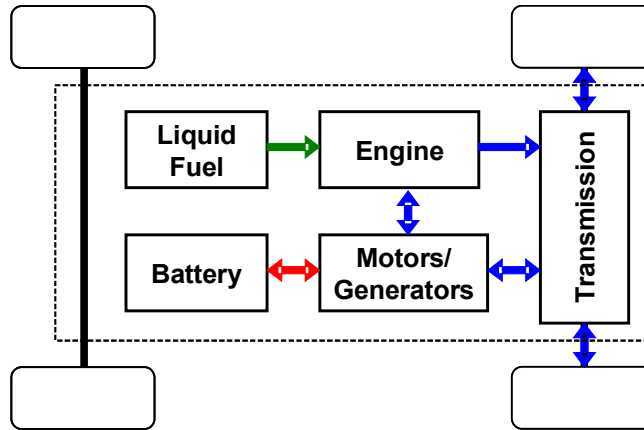 Liquid
Fuel
Engine
Transmission
Battery
Motors/
Generators